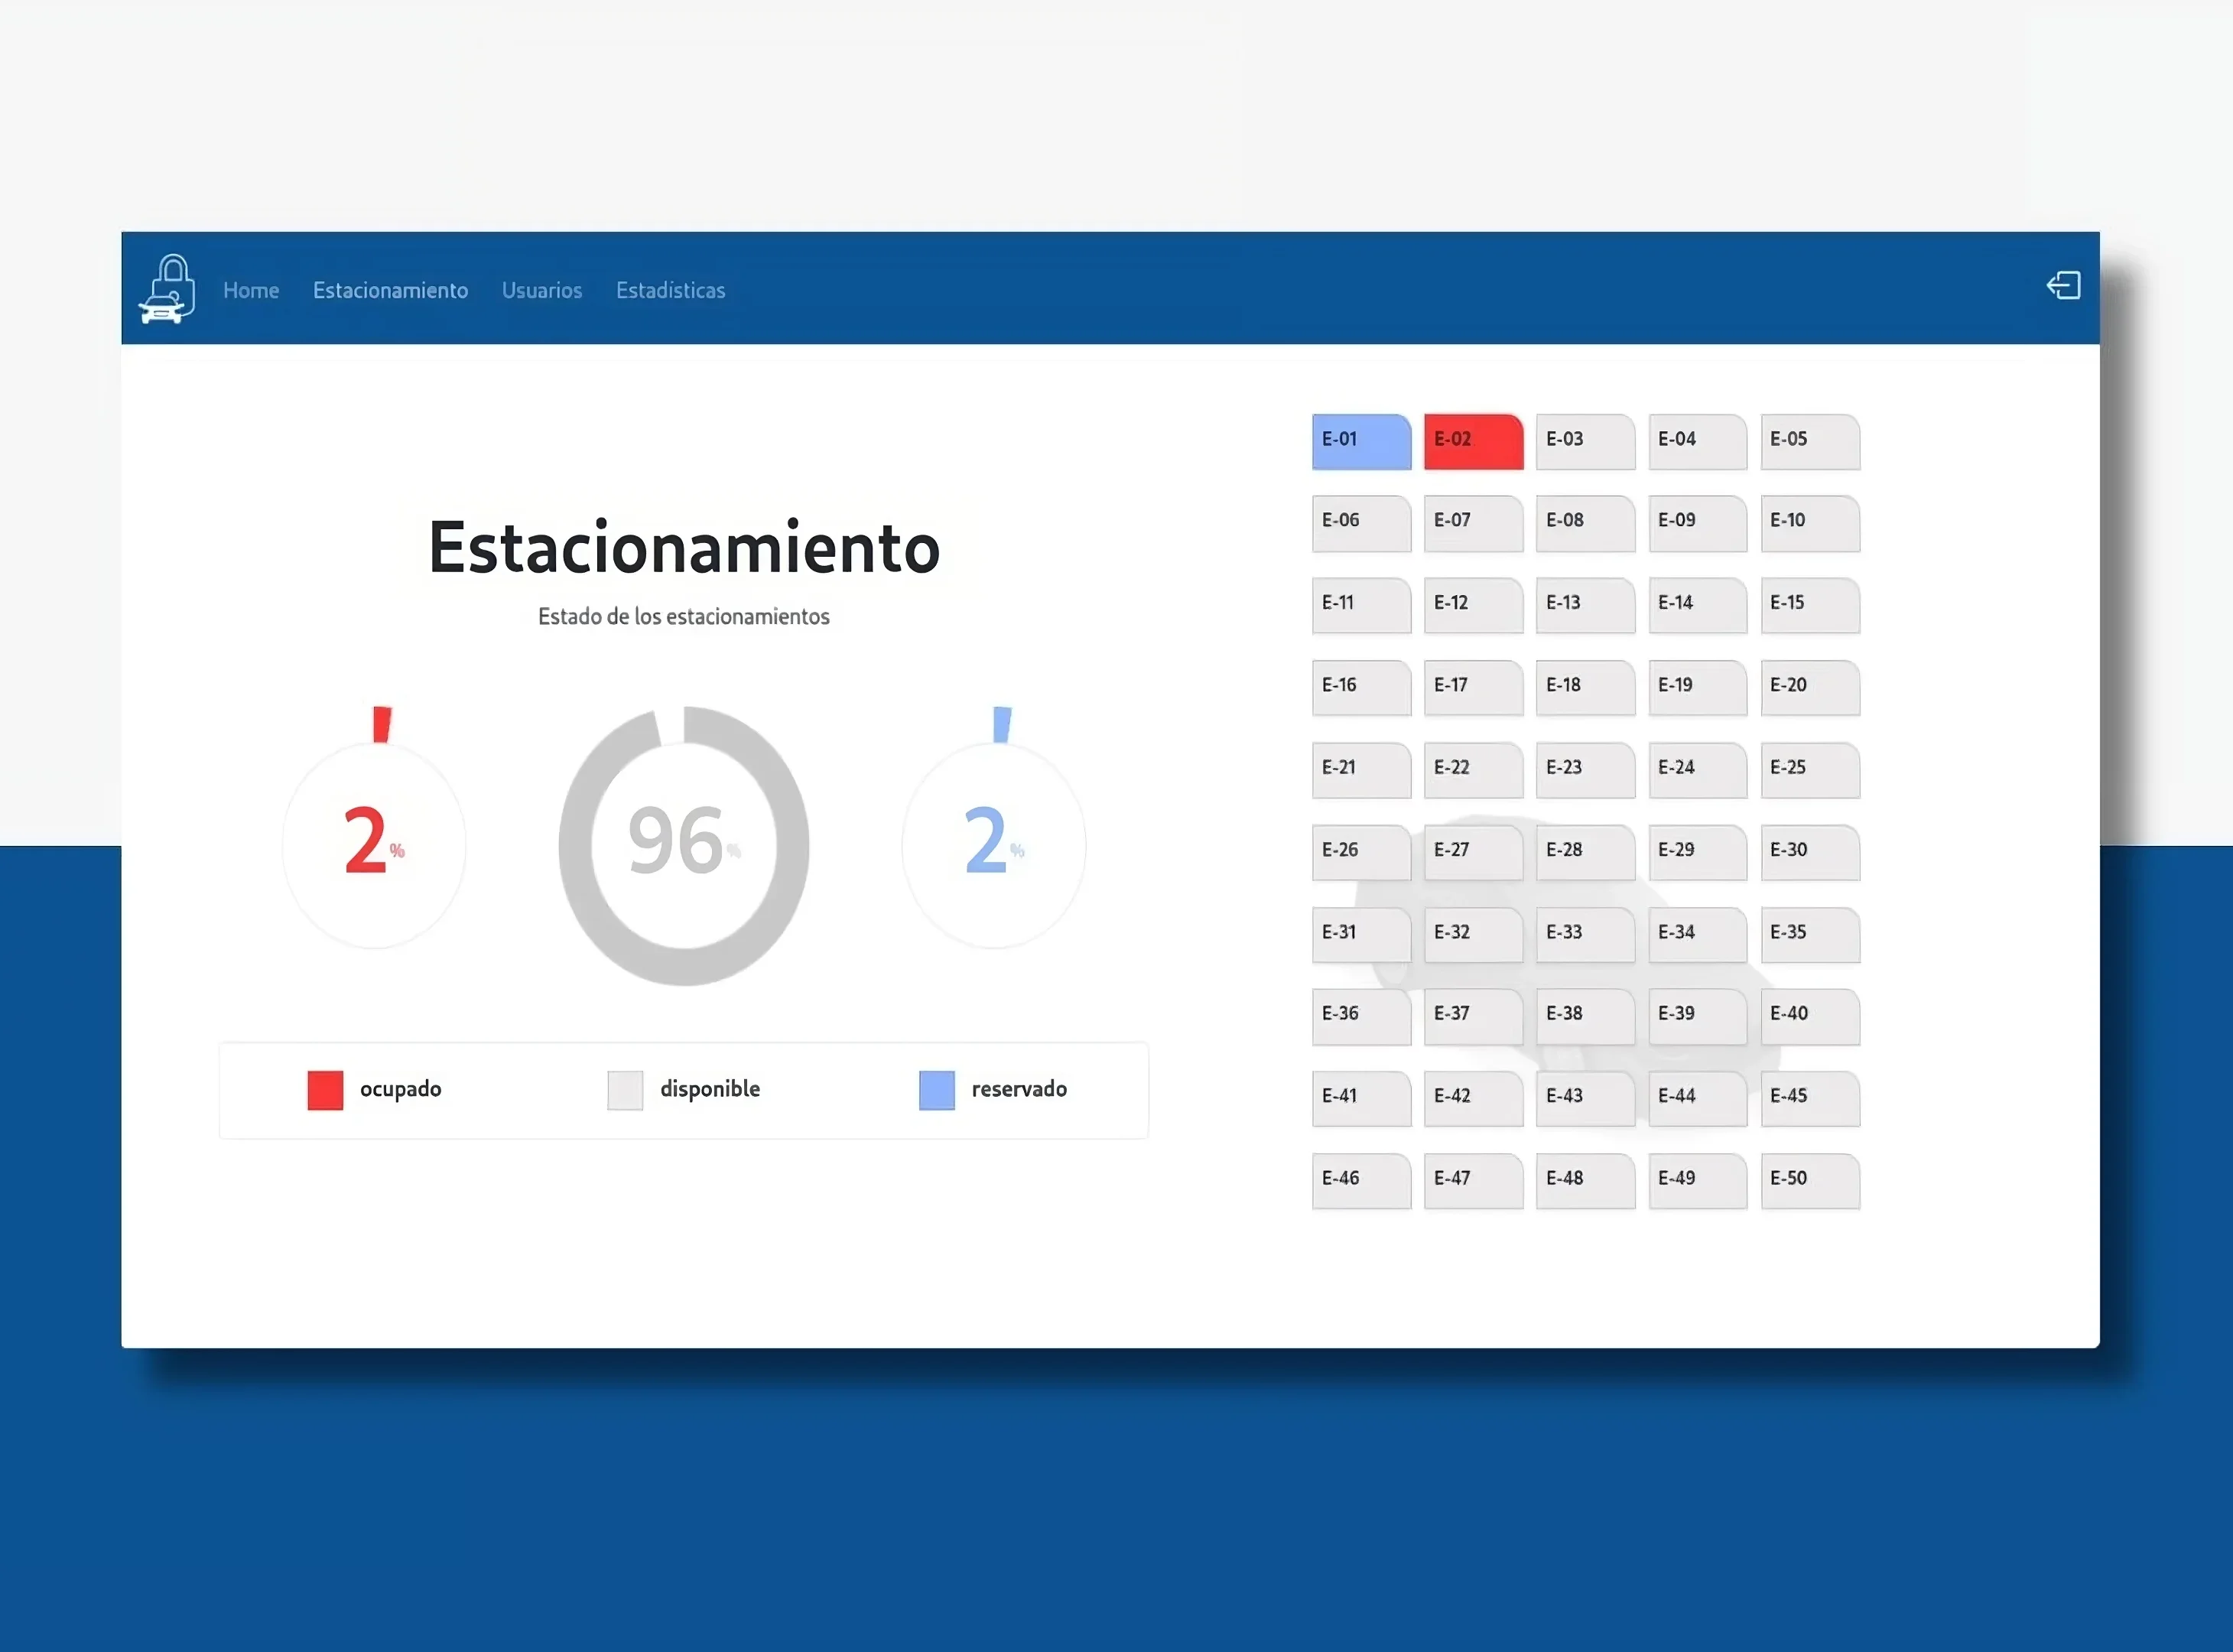 Home Estacionamiento Usuarios Estadísticas
Estacionamiento
Estado de los estacionamientos
2% 96% 2%
ocupado disponible reservado
E-01 E-02 E-03 E-04 E-05
E-06 E-07 E-08 E-09 E-10
E-11 E-12 E-13 E-14 E-15
E-16 E-17 E-18 E-19 E-20
E-21 E-22 E-23 E-24 E-25
E-26 E-27 E-28 E-29 E-30
E-31 E-32 E-33 E-34 E-35
E-36 E-37 E-38 E-39 E-40
E-41 E-42 E-43 E-44 E-45
E-46 E-47 E-48 E-49 E-50